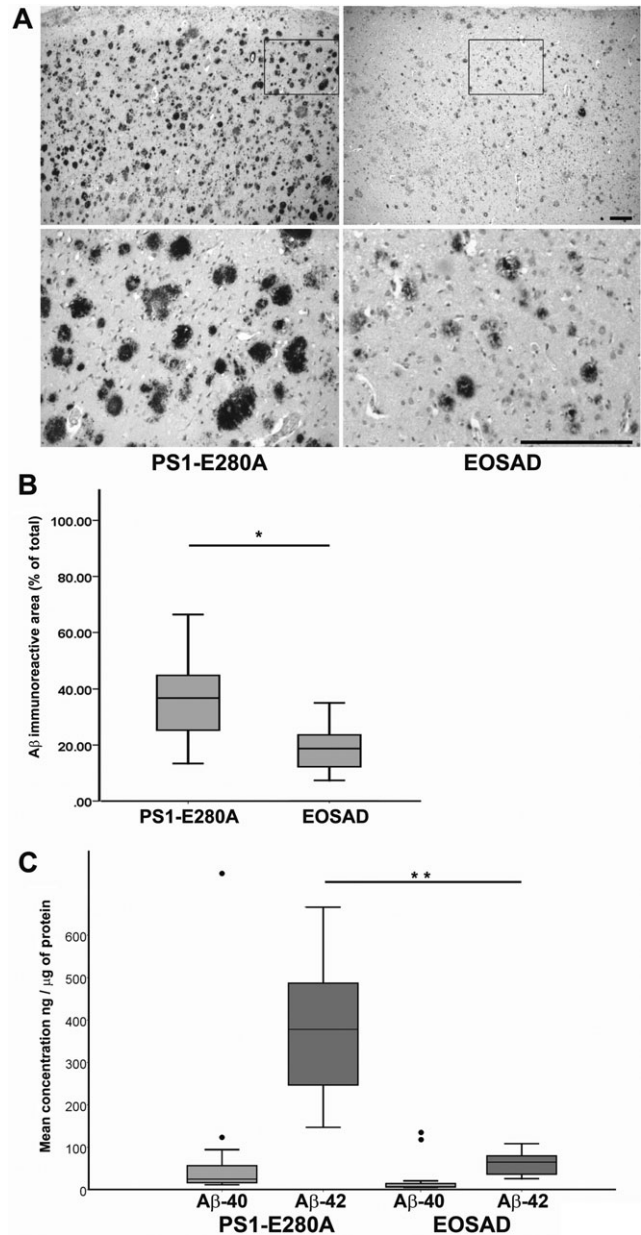 A
PS1-E280A EOSAD
B
Aβ immunoreactive area (% of total)
100.00
80.00
60.00
40.00
20.00
.00
*
PS1-E280A EOSAD
C
Mean concentration ng / μg of protein
600
500
400
300
200
100
0
* *
Aβ-40 Aβ-42 Aβ-40 Aβ-42
PS1-E280A EOSAD